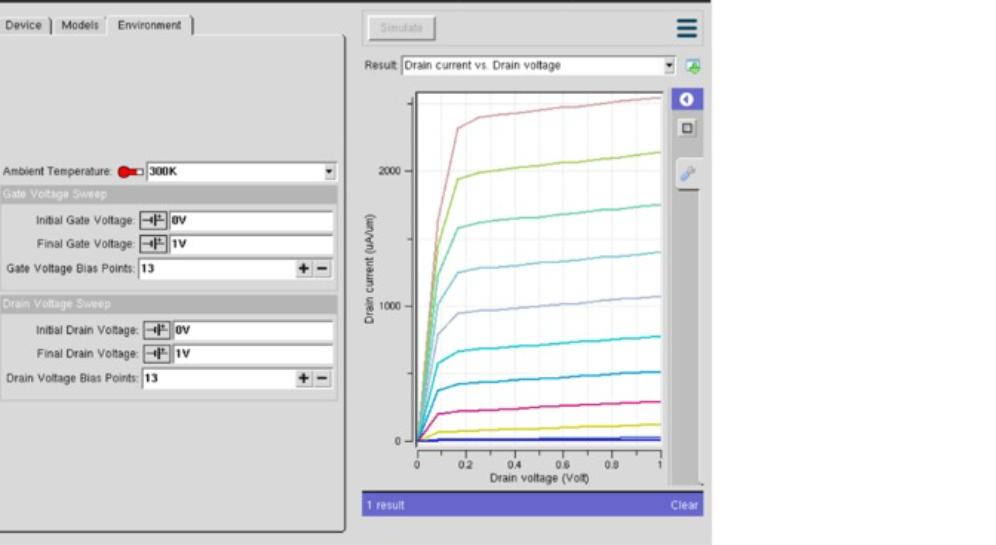 Device Models Environment
Simulate
Result: Drain current vs. Drain voltage
Ambient Temperature: 300K
Gate Voltage Sweep
Initial Gate Voltage: 0V
Final Gate Voltage: 1V
Gate Voltage Bias Points: 13
Drain Voltage Sweep
Initial Drain Voltage: 0V
Final Drain Voltage: 1V
Drain Voltage Bias Points: 13
Drain current (uA/um)
2000
1000
0
0 0.2 0.4 0.6 0.8 1
Drain voltage (Volt)
1 result Clear